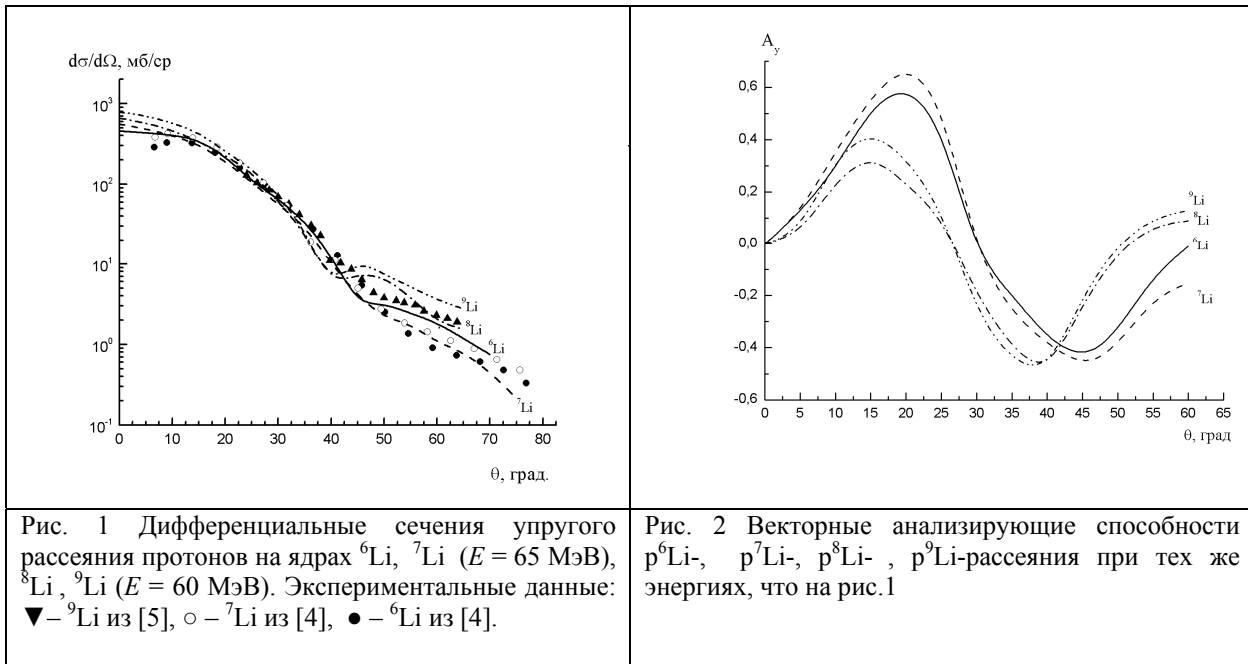 dσ/dΩ, мб/ср
10³
10²
10¹
10⁰
10⁻¹
0 10 20 30 40 50 60 70 80
θ, град.
⁹Li
⁸Li
⁶Li
⁷Li
A_y
0,6
0,4
0,2
0,0
-0,2
-0,4
-0,6
0 5 10 15 20 25 30 35 40 45 50 55 60 65
θ, град
⁹Li
⁸Li
⁶Li
⁷Li
Рис. 1 Дифференциальные сечения упругого
рассеяния протонов на ядрах ⁶Li, ⁷Li (E = 65 МэВ),
⁸Li , ⁹Li (E = 60 МэВ). Экспериментальные данные:
▼– ⁹Li из [5], ○ – ⁷Li из [4], ● – ⁶Li из [4].
Рис. 2 Векторные анализирующие способности
p⁶Li-, p⁷Li-, p⁸Li- , p⁹Li-рассеяния при тех же
энергиях, что на рис.1